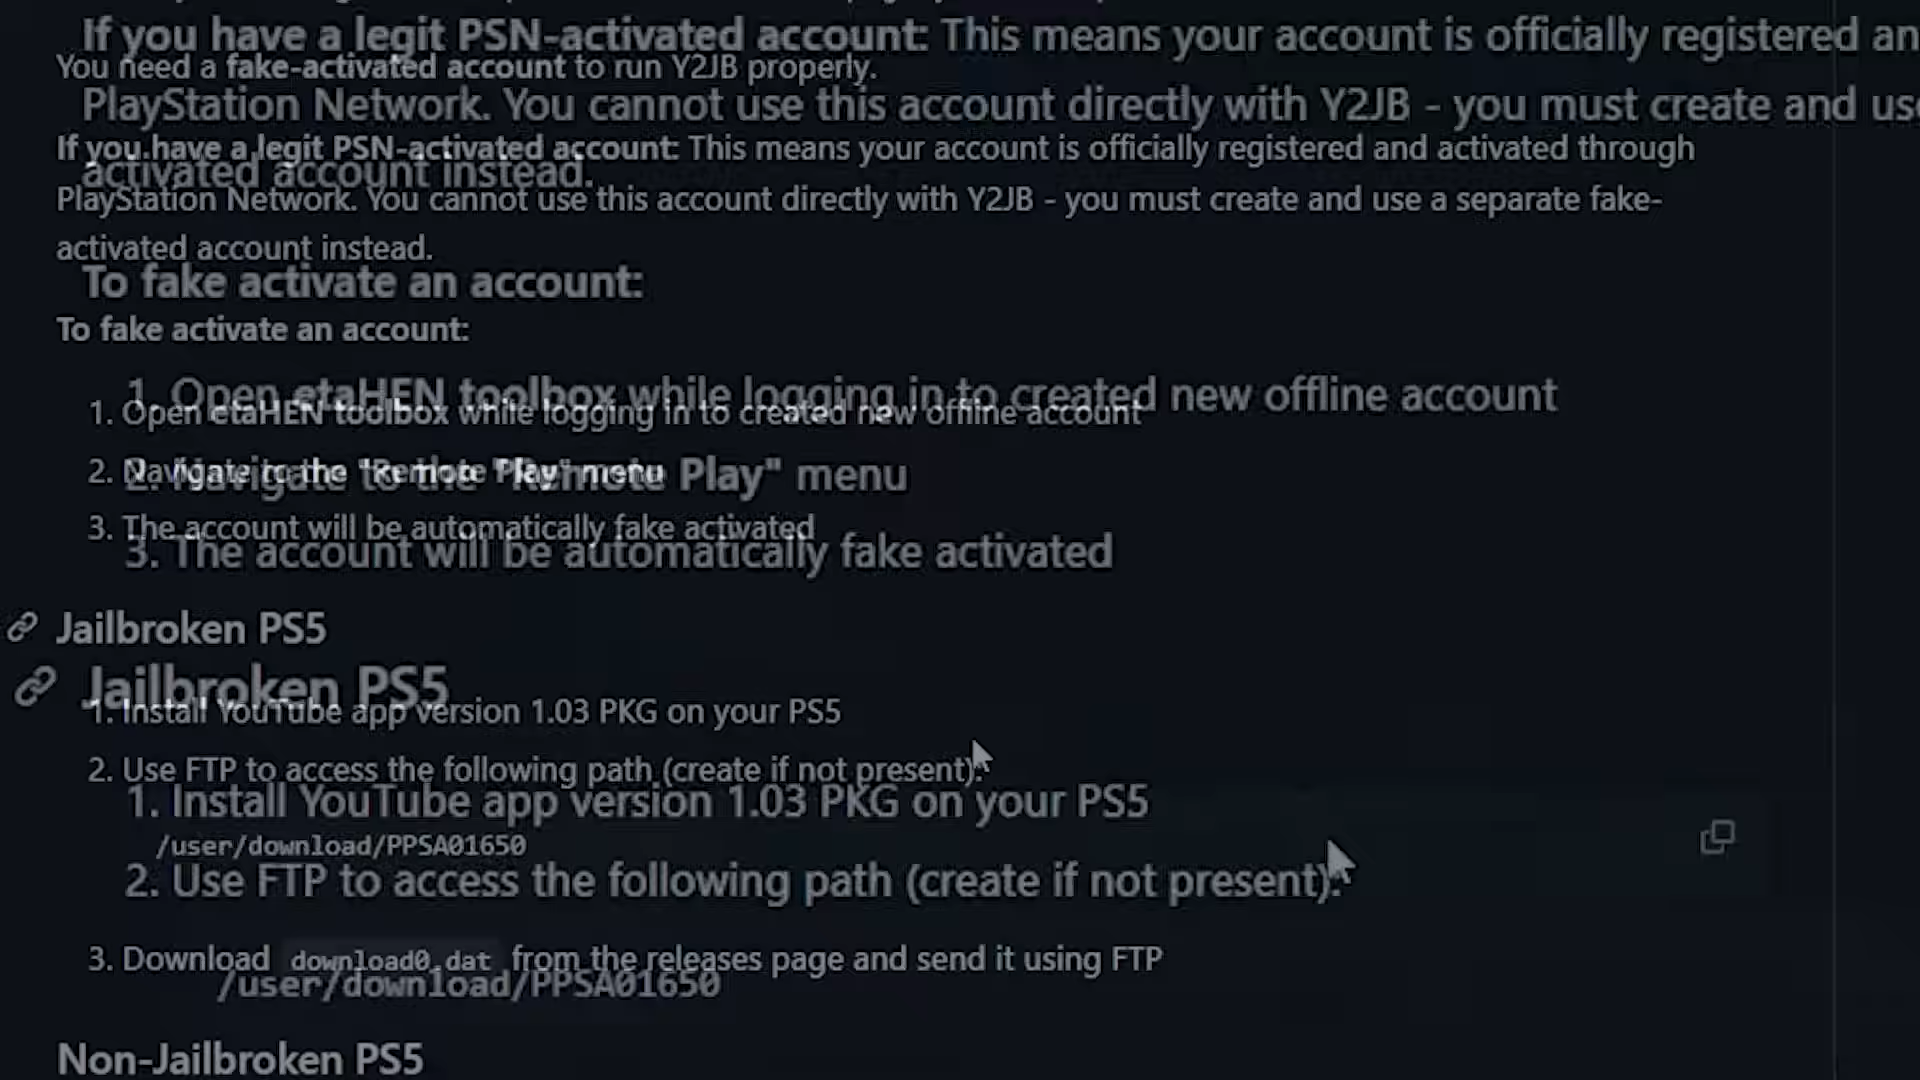 If you have a legit PSN-activated account: This means your account is officially registered an
You need a fake-activated account to run Y2JB properly.
PlayStation Network. You cannot use this account directly with Y2JB - you must create and us
If you have a legit PSN-activated account: This means your account is officially registered and activated through
activated account instead.
PlayStation Network. You cannot use this account directly with Y2JB - you must create and use a separate fake-
activated account instead.
To fake activate an account:
To fake activate an account:
1. Open etaHEN toolbox while logging in to created new offline account
1. Open etaHEN toolbox while logging in to created new offline account
2. Navigate to the "Remote Play" menu
2. Navigate to the "Remote Play" menu
3. The account will be automatically fake activated
3. The account will be automatically fake activated
Jailbroken PS5
Jailbroken PS5
1. Install YouTube app version 1.03 PKG on your PS5
2. Use FTP to access the following path (create if not present):
1. Install YouTube app version 1.03 PKG on your PS5
/user/download/PPSA01650
2. Use FTP to access the following path (create if not present):
3. Download download0.dat from the releases page and send it using FTP
/user/download/PPSA01650
Non-Jailbroken PS5